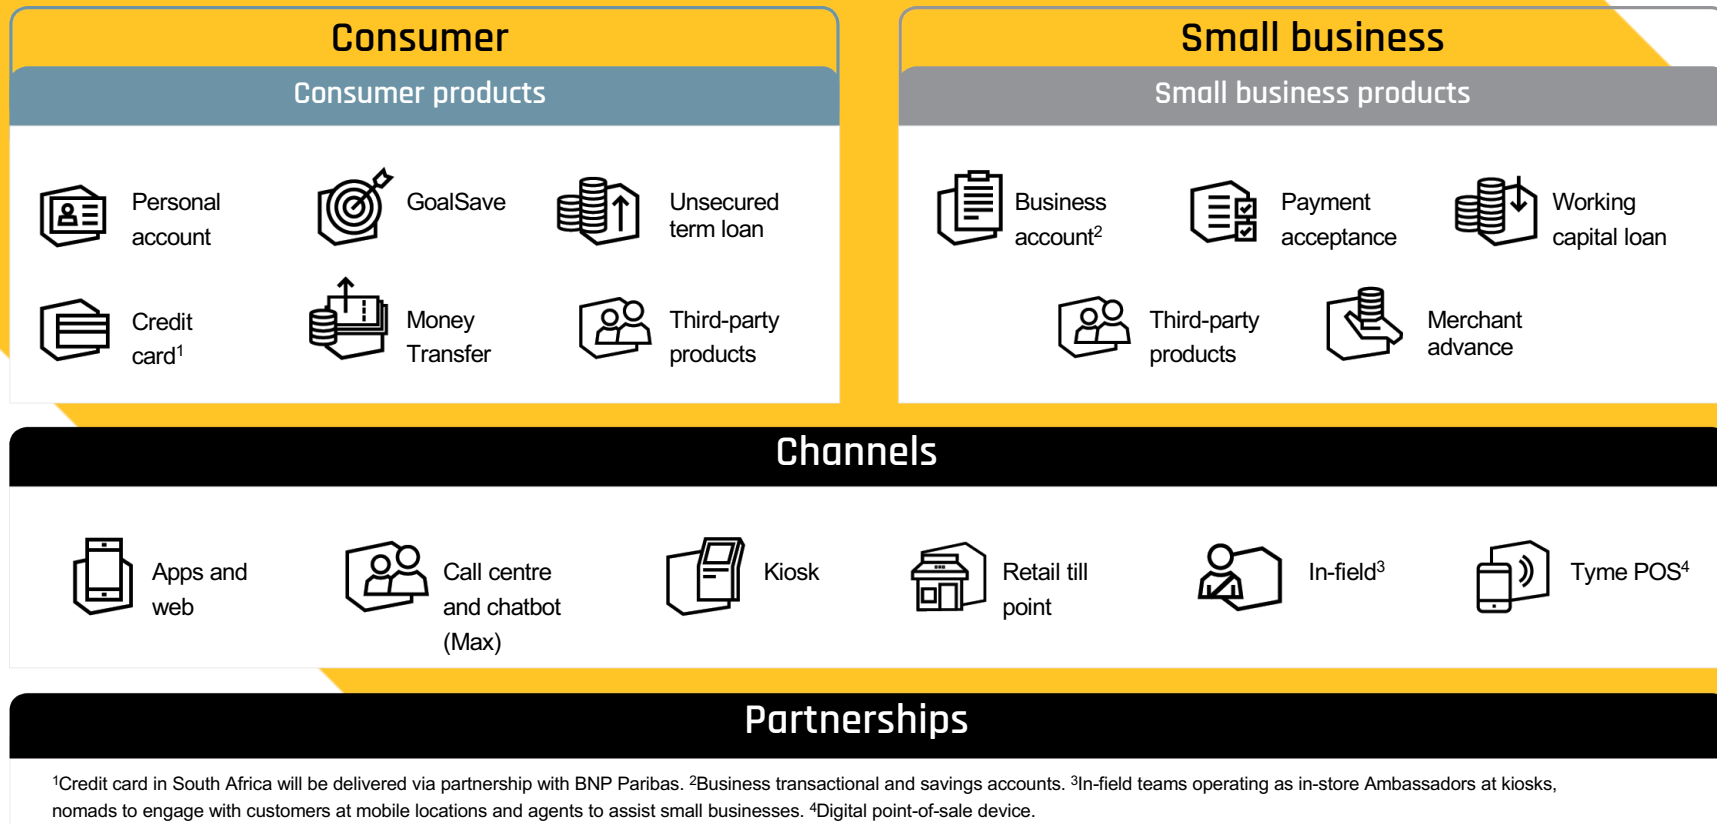 Consumer
Consumer products
Personal
account
GoalSave
Unsecured
term loan
Credit
card¹
Money
Transfer
Third-party
products
Small business
Small business products
Business
account²
Payment
acceptance
Working
capital loan
Third-party
products
Merchant
advance
Channels
Apps and
web
Call centre
and chatbot
(Max)
Kiosk
Retail till
point
In-field³
Tyme POS⁴
Partnerships
¹Credit card in South Africa will be delivered via partnership with BNP Paribas. ²Business transactional and savings accounts. ³In-field teams operating as in-store Ambassadors at kiosks,
nomads to engage with customers at mobile locations and agents to assist small businesses. ⁴Digital point-of-sale device.